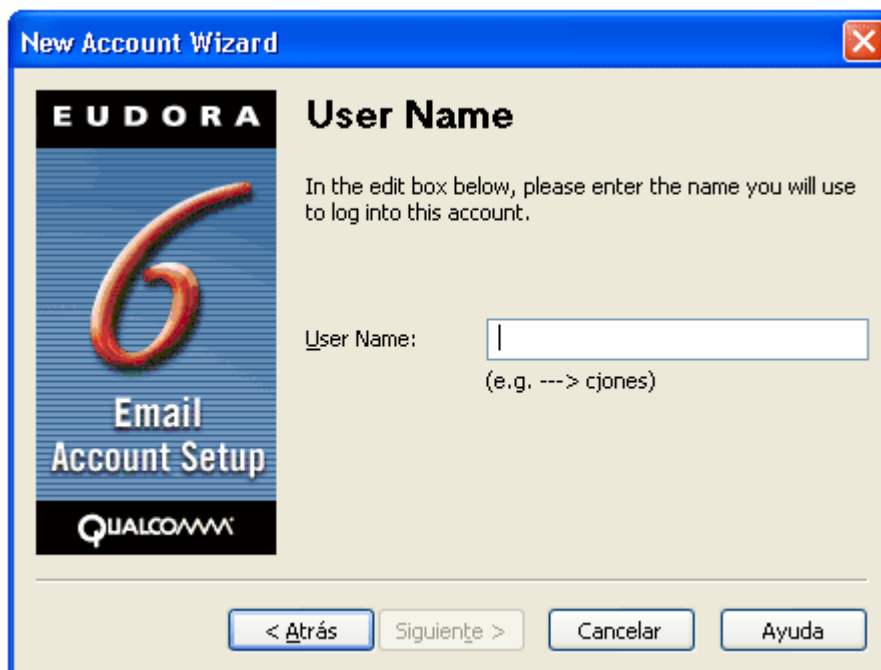 New Account Wizard
EUDORA
6
Email
Account Setup
QUALCOMM
User Name
In the edit box below, please enter the name you will use
to log into this account.
User Name:
(e.g. ---> cjones)
< Atrás
Siguiente >
Cancelar
Ayuda